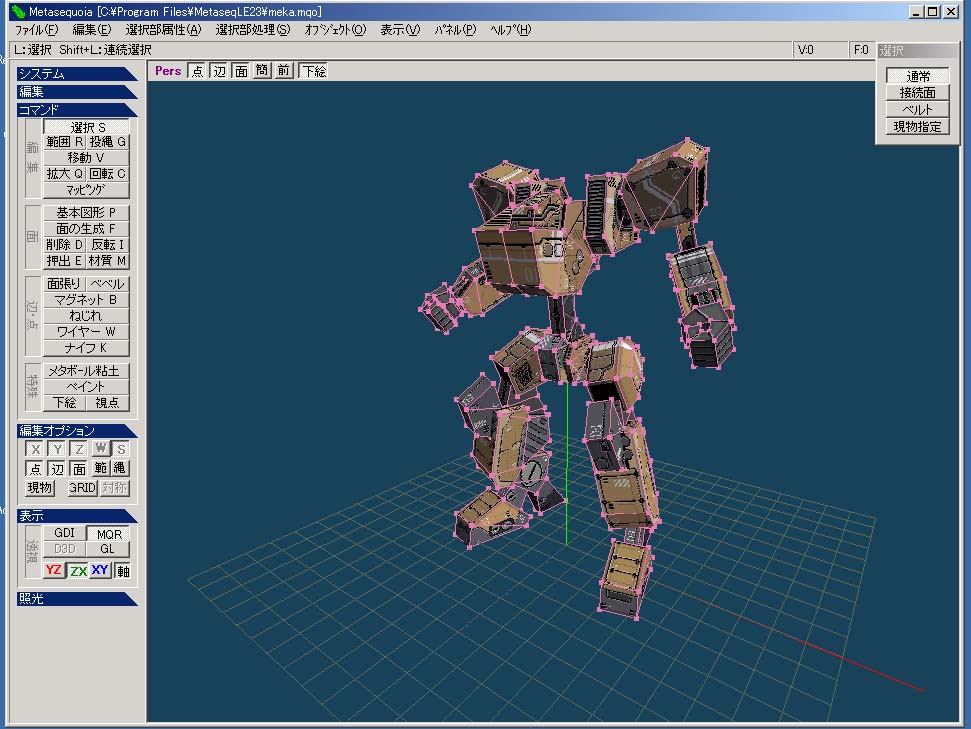 Metasequoia [C:¥Program Files¥MetaseqLE23¥meka.mqo]
ファイル(F) 編集(E) 選択部属性(A) 選択部処理(S) オブジェクト(O) 表示(V) パネル(P) ヘルプ(H)
L:選択 Shift+L:連続選択 V:0 F:0
選択
通常
接続面
ベルト
現物指定
Pers 点 辺 面 簡 前 下絵
システム
編集
コマンド
編集
選択 S
範囲 R 投縄 G
移動 V
拡大 Q 回転 C
マッピング
面
基本図形 P
面の生成 F
削除 D 反転 I
押出 E 材質 M
辺・点
面張り ベベル
マグネット B
ねじれ
ワイヤー W
ナイフ K
特殊
メタボール粘土
ペイント
下絵 視点
編集オプション
X Y Z W S
点 辺 面 範 縄
現物 GRID 対称
表示
透視
GDI MQR
D3D GL
YZ ZX XY 軸
照光